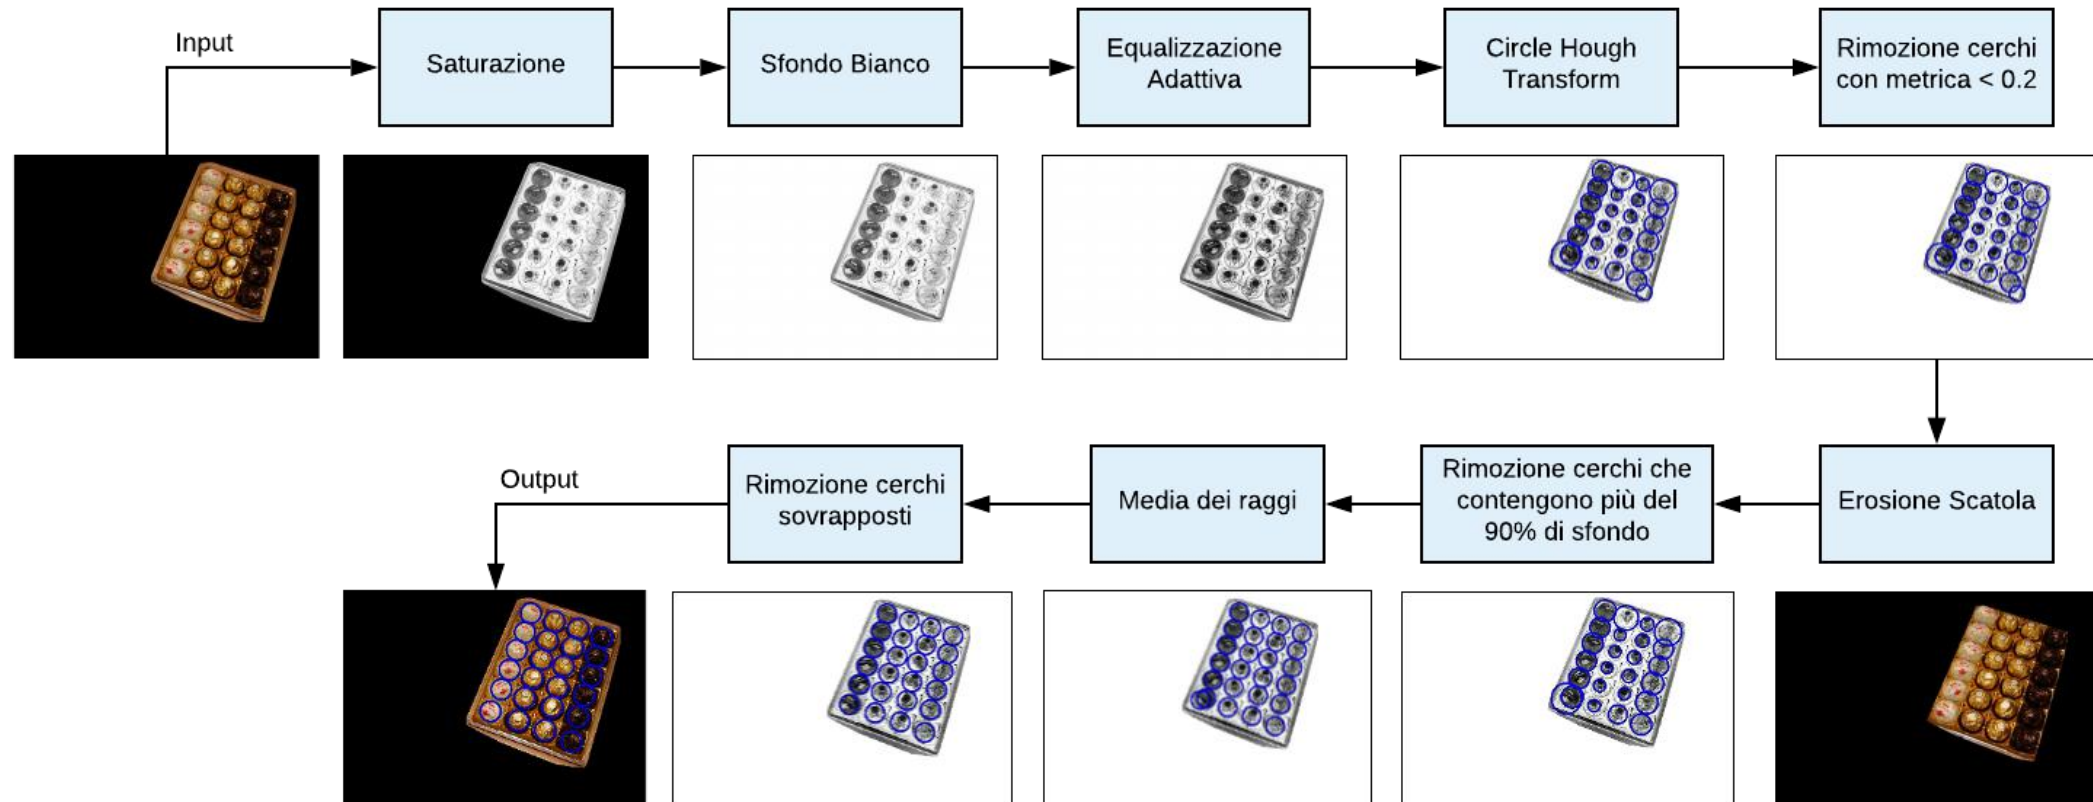 Input
Saturazione
Sfondo Bianco
Equalizzazione
Adattiva
Circle Hough
Transform
Rimozione cerchi
con metrica < 0.2
Erosione Scatola
Rimozione cerchi che
contengono più del
90% di sfondo
Media dei raggi
Rimozione cerchi
sovrapposti
Output